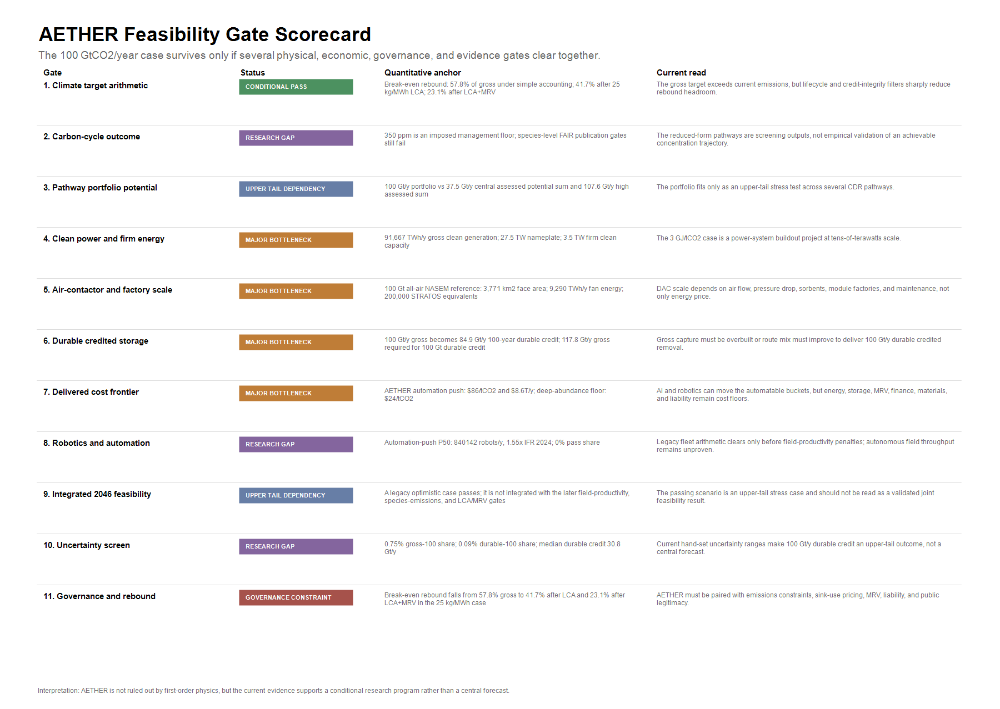 AETHER Feasibility Gate Scorecard
The 100 GtCO2/year case survives only if several physical, economic, governance, and evidence gates clear together.
Gate
Status
Quantitative anchor
Current read
1. Climate target arithmetic
CONDITIONAL PASS
Break-even rebound: 57.8% of gross under simple accounting; 41.7% after 25
kg/MWh LCA; 23.1% after LCA+MRV
The gross target exceeds current emissions, but lifecycle and credit-integrity filters sharply reduce
rebound headroom.
2. Carbon-cycle outcome
RESEARCH GAP
350 ppm is an imposed management floor; species-level FAIR publication gates
still fail
The reduced-form pathways are screening outputs, not empirical validation of an achievable
concentration trajectory.
3. Pathway portfolio potential
UPPER TAIL DEPENDENCY
100 Gt/y portfolio vs 37.5 Gt/y central assessed potential sum and 107.6 Gt/y high
assessed sum
The portfolio fits only as an upper-tail stress test across several CDR pathways.
4. Clean power and firm energy
MAJOR BOTTLENECK
91,667 TWh/y gross clean generation; 27.5 TW nameplate; 3.5 TW firm clean
capacity
The 3 GJ/tCO2 case is a power-system buildout project at tens-of-terawatts scale.
5. Air-contactor and factory scale
MAJOR BOTTLENECK
100 Gt all-air NASEM reference: 3,771 km2 face area; 9,290 TWh/y fan energy;
200,000 STRATOS equivalents
DAC scale depends on air flow, pressure drop, sorbents, module factories, and maintenance, not
only energy price.
6. Durable credited storage
MAJOR BOTTLENECK
100 Gt/y gross becomes 84.9 Gt/y 100-year durable credit; 117.8 Gt/y gross
required for 100 Gt durable credit
Gross capture must be overbuilt or route mix must improve to deliver 100 Gt/y durable credited
removal.
7. Delivered cost frontier
MAJOR BOTTLENECK
AETHER automation push: $86/tCO2 and $8.6T/y; deep-abundance floor:
$24/tCO2
AI and robotics can move the automatable buckets, but energy, storage, MRV, finance, materials,
and liability remain cost floors.
8. Robotics and automation
RESEARCH GAP
Automation-push P50: 840142 robots/y, 1.55x IFR 2024; 0% pass share
Legacy fleet arithmetic clears only before field-productivity penalties; autonomous field throughput
remains unproven.
9. Integrated 2046 feasibility
UPPER TAIL DEPENDENCY
A legacy optimistic case passes; it is not integrated with the later field-productivity,
species-emissions, and LCA/MRV gates
The passing scenario is an upper-tail stress case and should not be read as a validated joint
feasibility result.
10. Uncertainty screen
RESEARCH GAP
0.75% gross-100 share; 0.09% durable-100 share; median durable credit 30.8
Gt/y
Current hand-set uncertainty ranges make 100 Gt/y durable credit an upper-tail outcome, not a
central forecast.
11. Governance and rebound
GOVERNANCE CONSTRAINT
Break-even rebound falls from 57.8% gross to 41.7% after LCA and 23.1% after
LCA+MRV in the 25 kg/MWh case
AETHER must be paired with emissions constraints, sink-use pricing, MRV, liability, and public
legitimacy.
Interpretation: AETHER is not ruled out by first-order physics, but the current evidence supports a conditional research program rather than a central forecast.